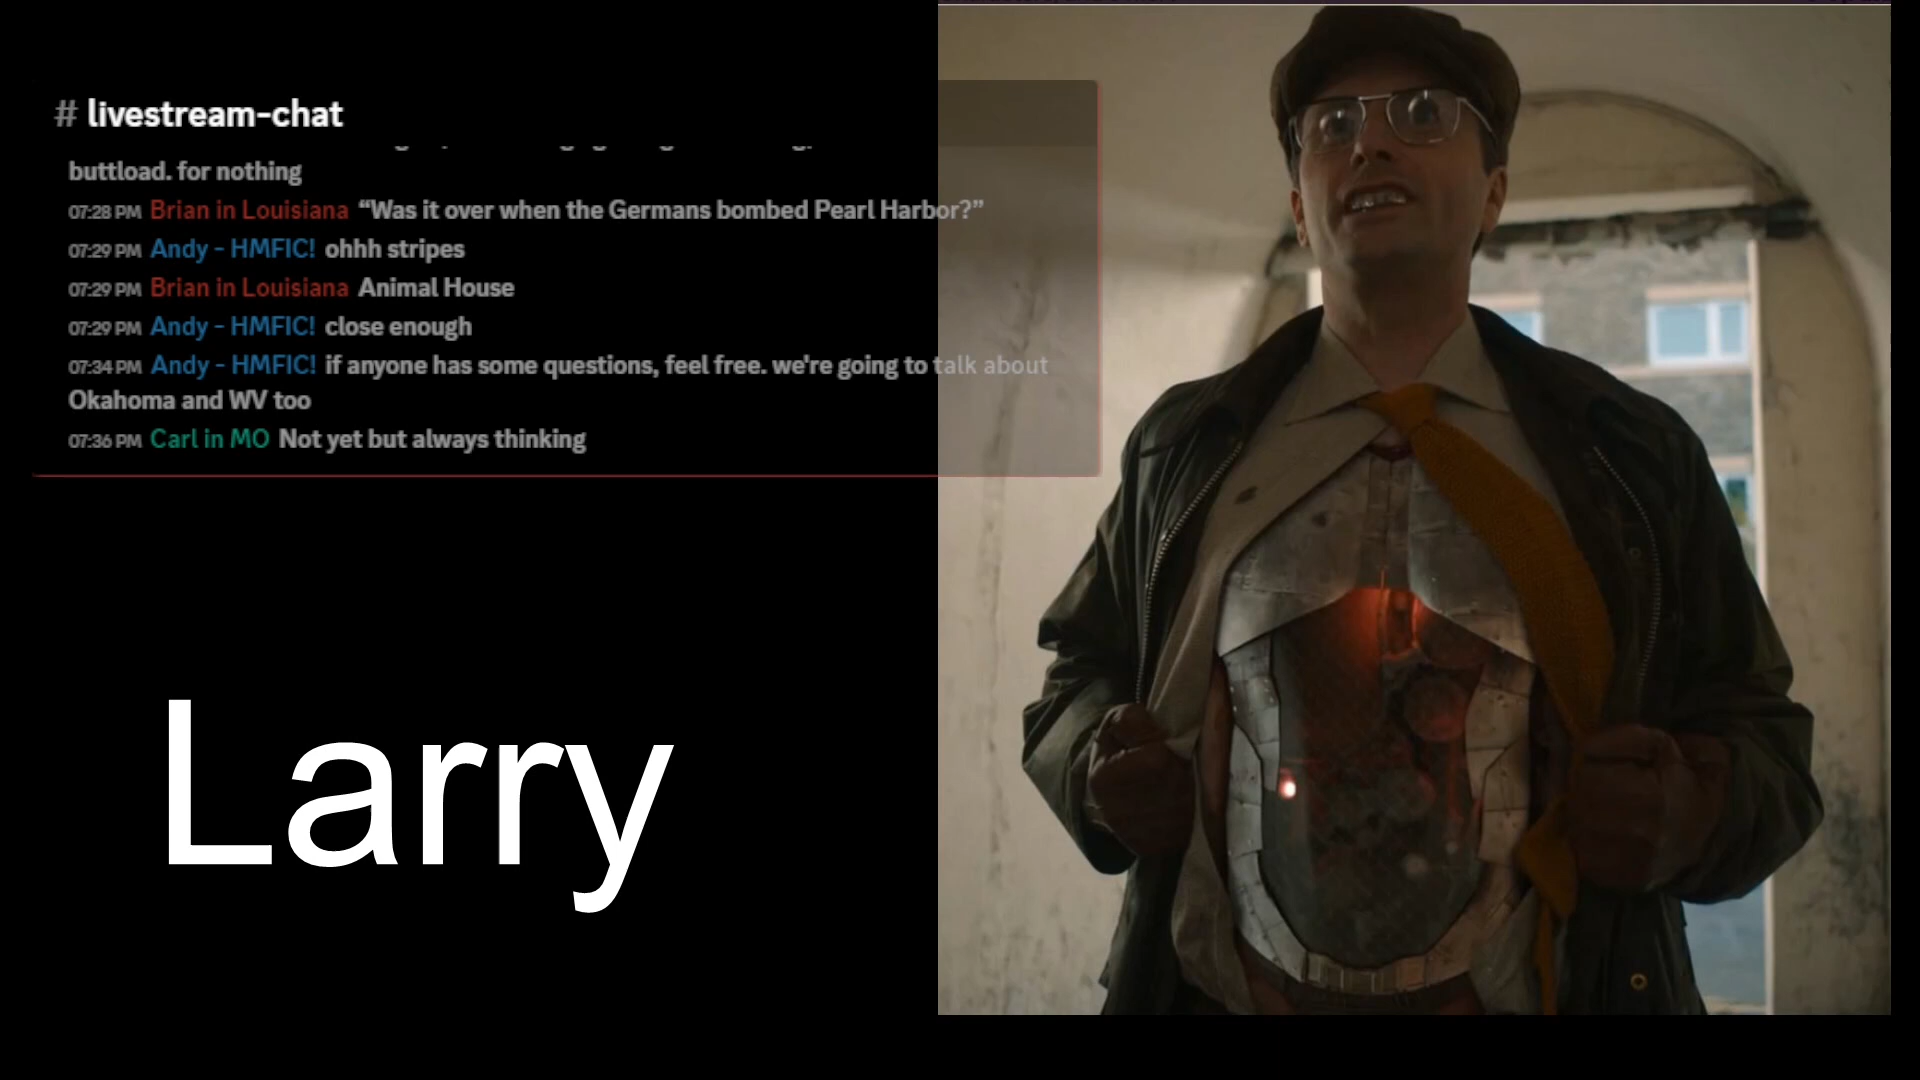 # livestream-chat
buttload. for nothing
07:28 PM Brian in Louisiana “Was it over when the Germans bombed Pearl Harbor?”
07:29 PM Andy - HMFIC! ohhh stripes
07:29 PM Brian in Louisiana Animal House
07:29 PM Andy - HMFIC! close enough
07:34 PM Andy - HMFIC! if anyone has some questions, feel free. we're going to talk about
Okahoma and WV too
07:36 PM Carl in MO Not yet but always thinking
Larry